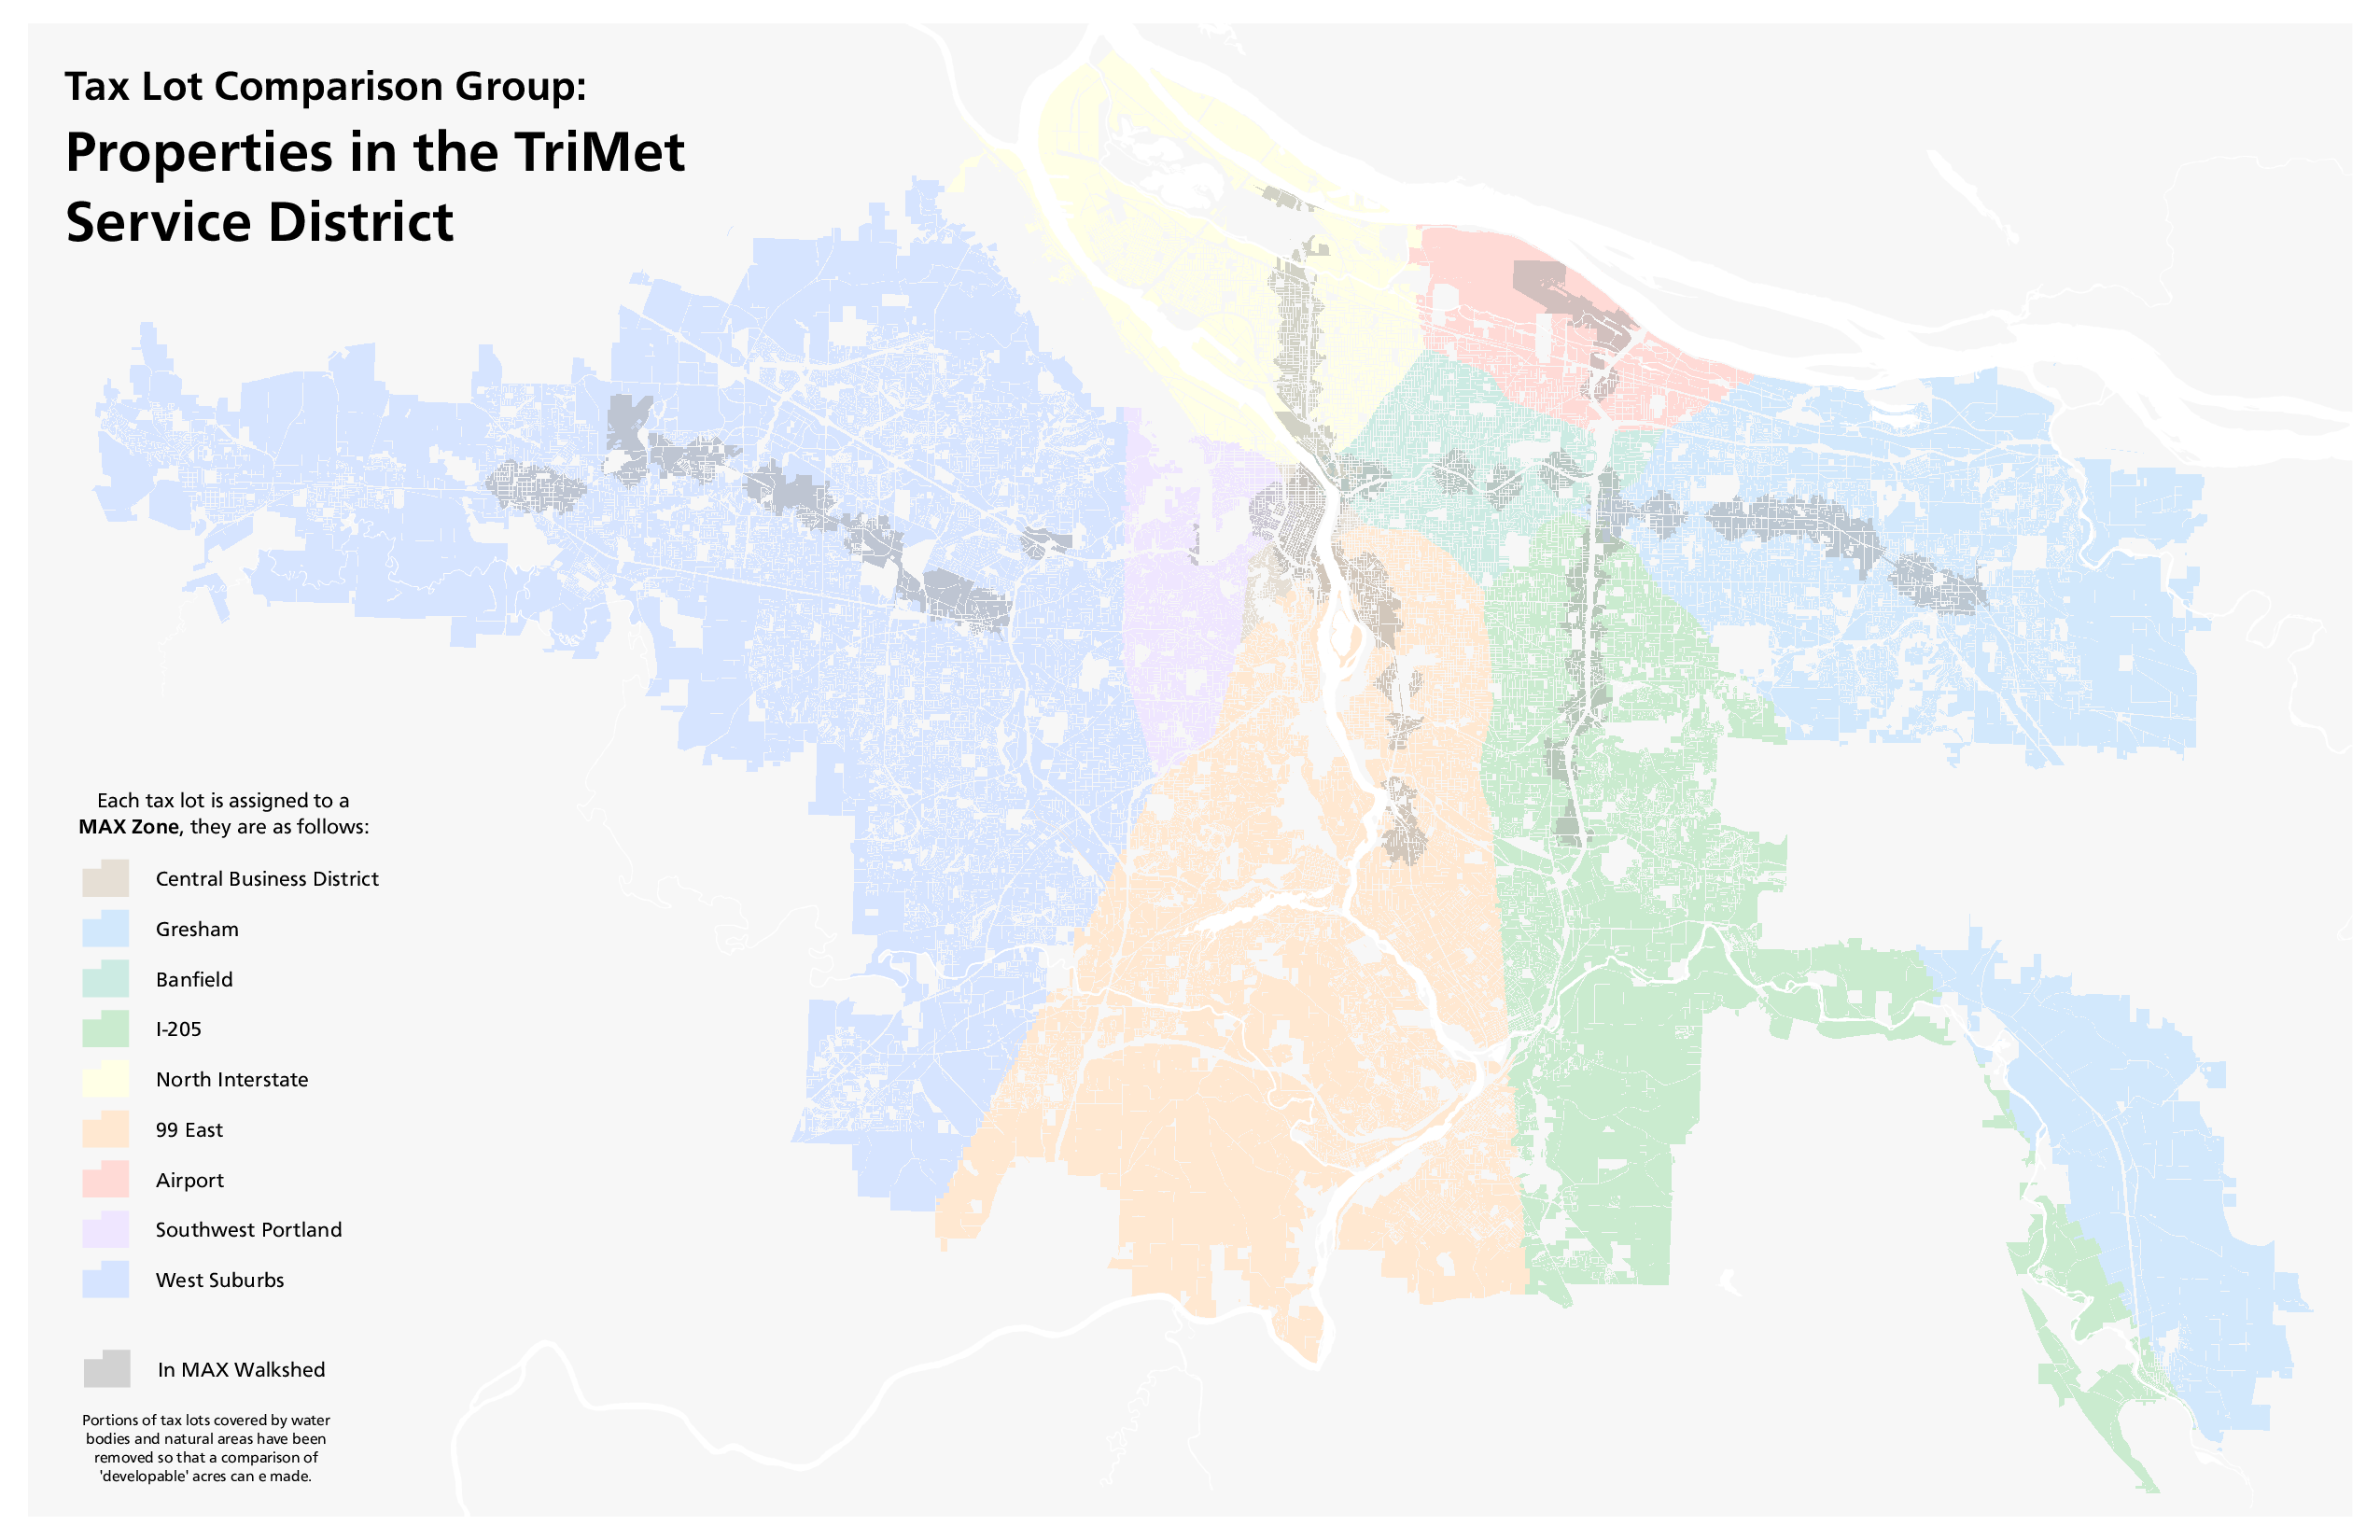 Tax Lot Comparison Group:
Properties in the TriMet
Service District
Each tax lot is assigned to a
MAX Zone, they are as follows:
Central Business District
Gresham
Banfield
I-205
North Interstate
99 East
Airport
Southwest Portland
West Suburbs
In MAX Walkshed
Portions of tax lots covered by water
bodies and natural areas have been
removed so that a comparison of
'developable' acres can e made.